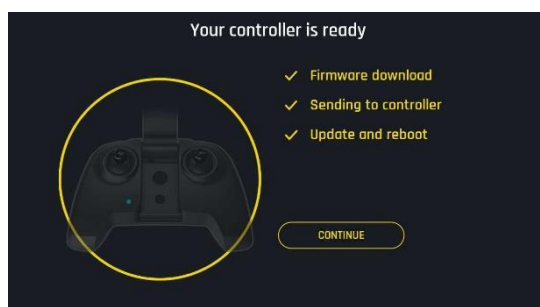 Your controller is ready
Firmware download
Sending to controller
Update and reboot
CONTINUE